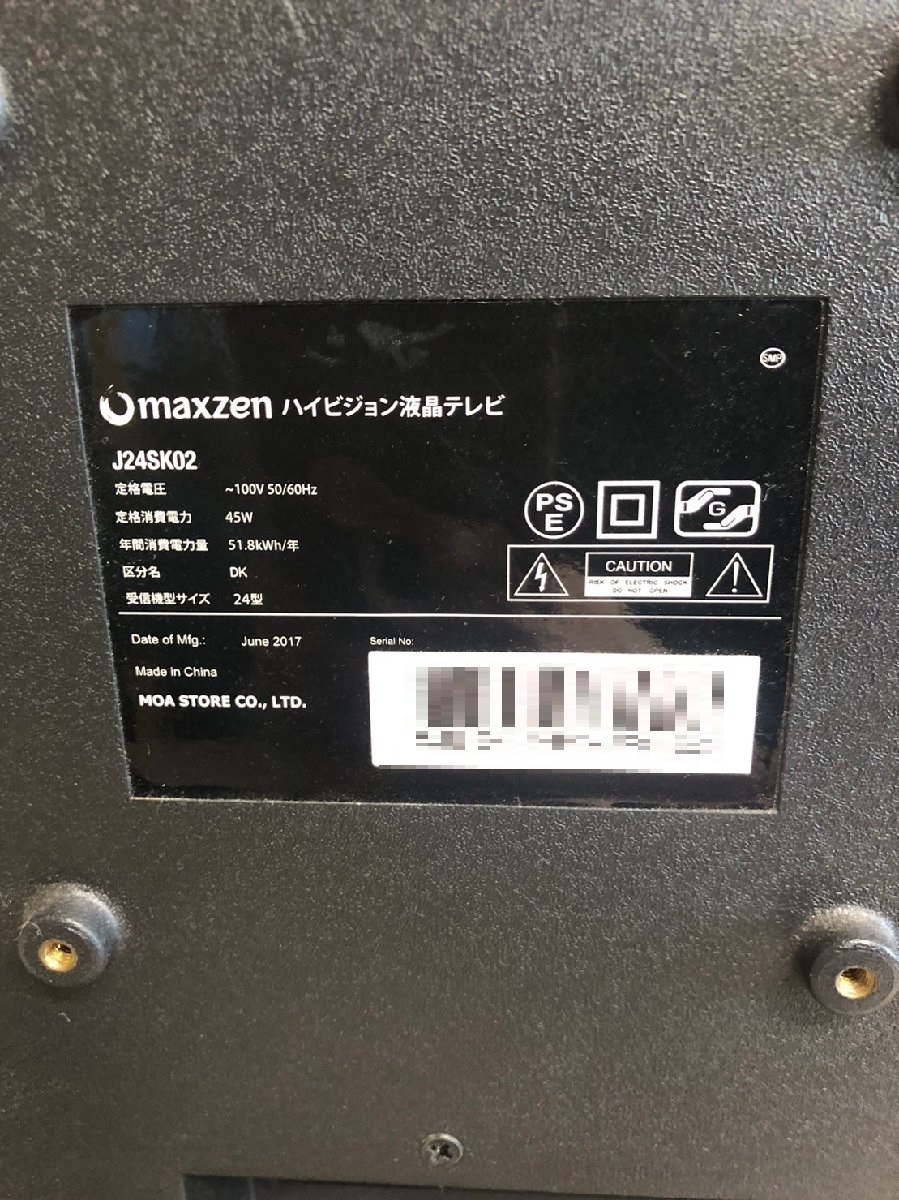 SMP
maxzen ハイビジョン液晶テレビ
J24SK02
定格電圧 ~100V 50/60Hz
定格消費電力 45W
年間消費電力量 51.8kWh/年
区分名 DK
受信機型サイズ 24型
PS
E
G
CAUTION
RISK OF ELECTRIC SHOCK
DO NOT OPEN
Date of Mfg.: June 2017
Serial No:
Made in China
MOA STORE CO., LTD.